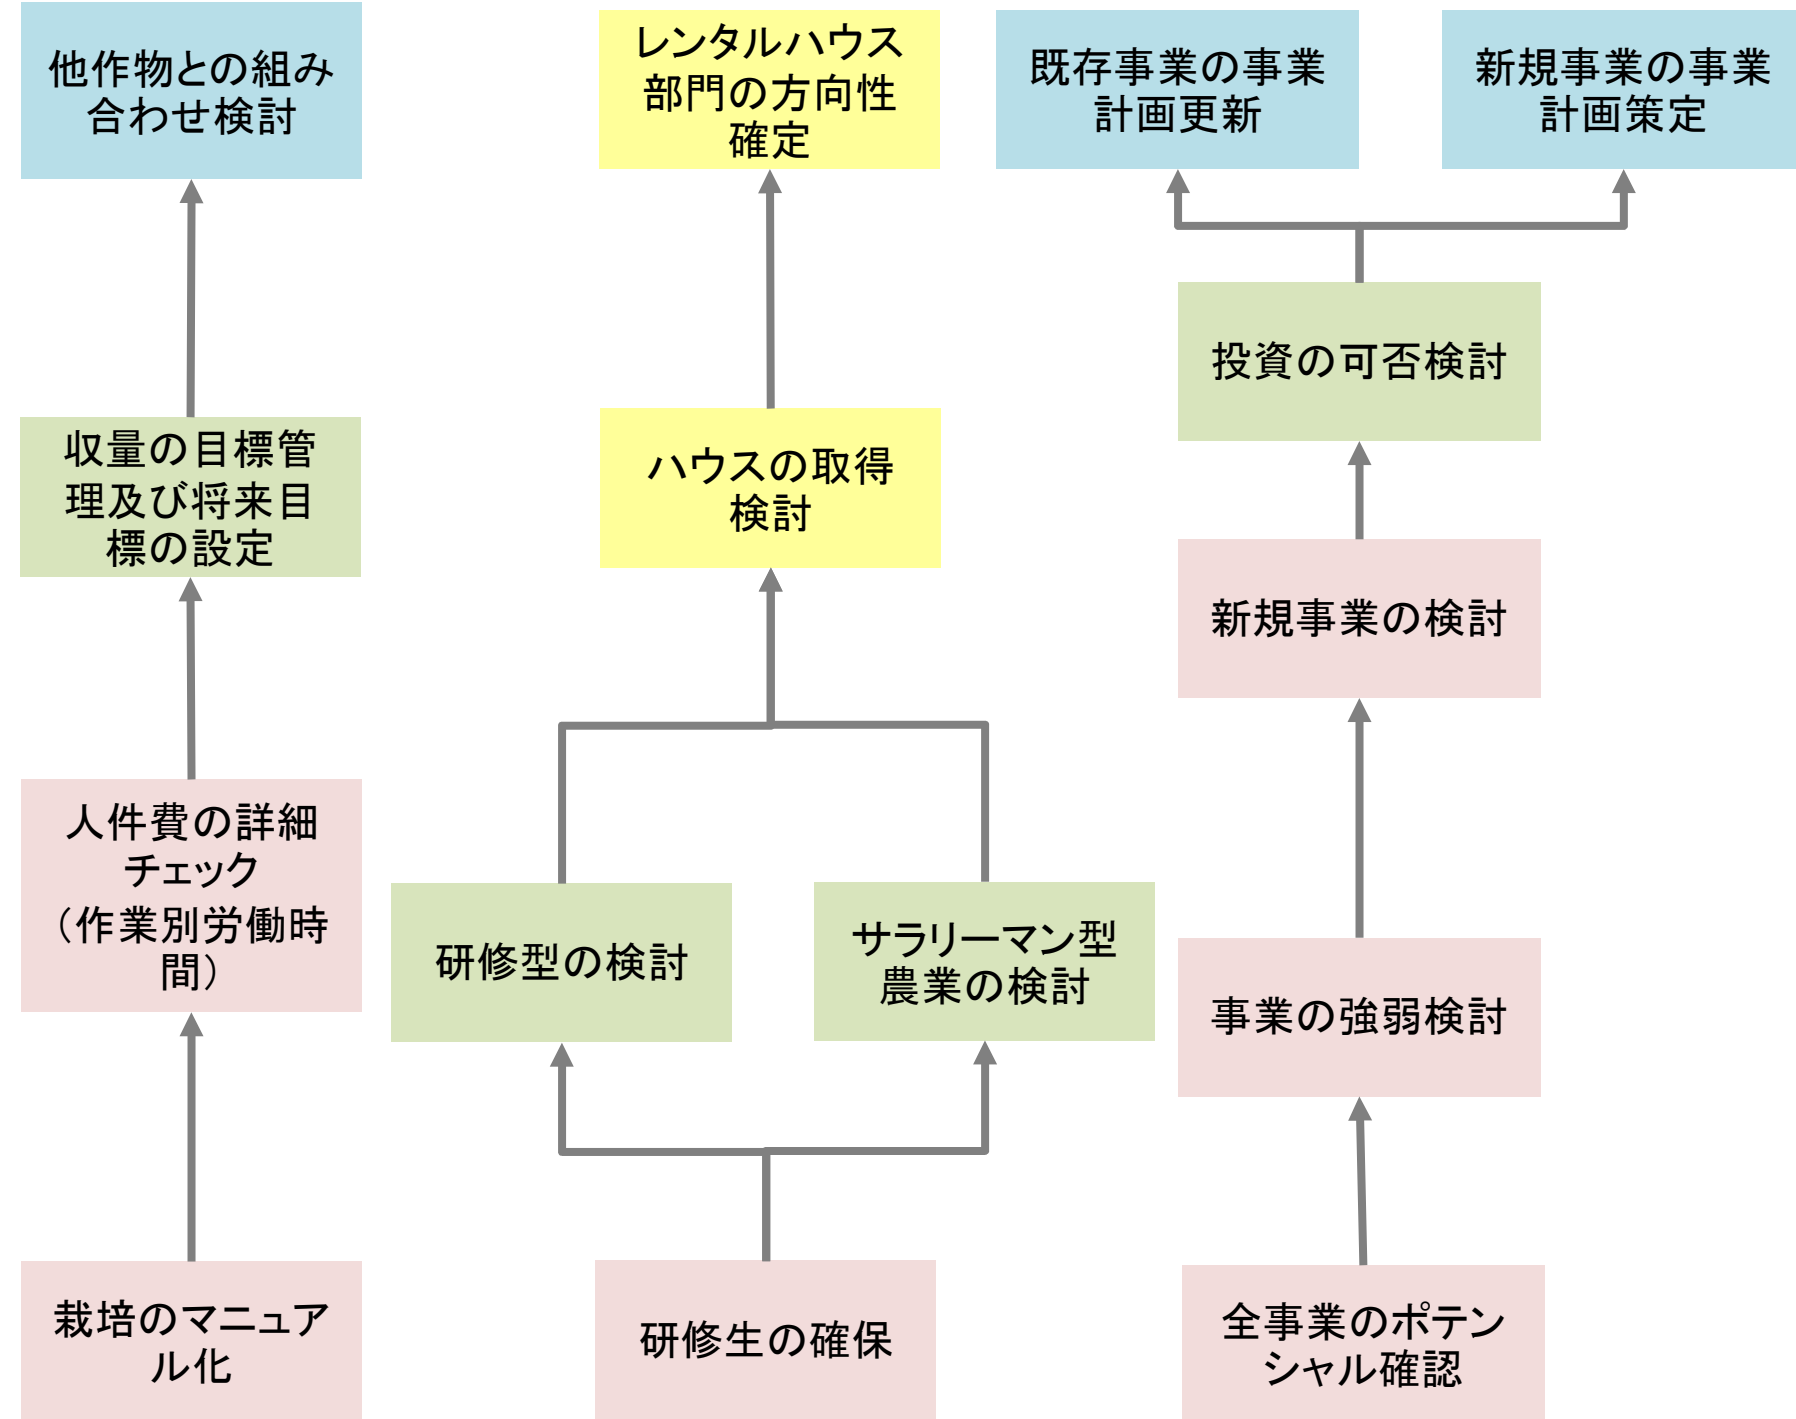 他作物との組み
合わせ検討
レンタルハウス
部門の方向性
確定
既存事業の事業
計画更新
新規事業の事業
計画策定
投資の可否検討
収量の目標管
理及び将来目
標の設定
ハウスの取得
検討
新規事業の検討
人件費の詳細
チェック
（作業別労働時
間）
研修型の検討
サラリーマン型
農業の検討
事業の強弱検討
栽培のマニュア
ル化
研修生の確保
全事業のポテン
シャル確認